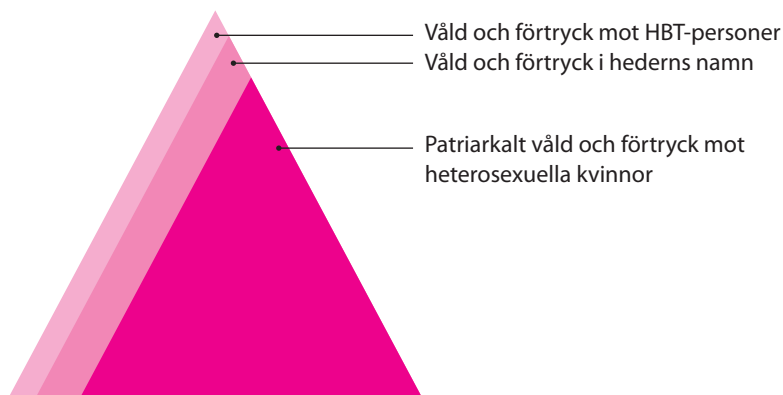 Våld och förtryck mot HBT-personer
Våld och förtryck i hederns namn
Patriarkalt våld och förtryck mot
heterosexuella kvinnor